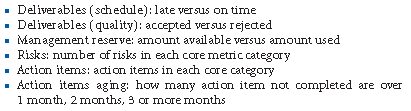 ▪ Deliverables (schedule): late versus on time
▪ Deliverables (quality): accepted versus rejected
▪ Management reserve: amount available versus amount used
▪ Risks: number of risks in each core metric category
▪ Action items: action items in each core category
▪ Action items aging: how many action item not completed are over
1 month, 2 months, 3 or more months